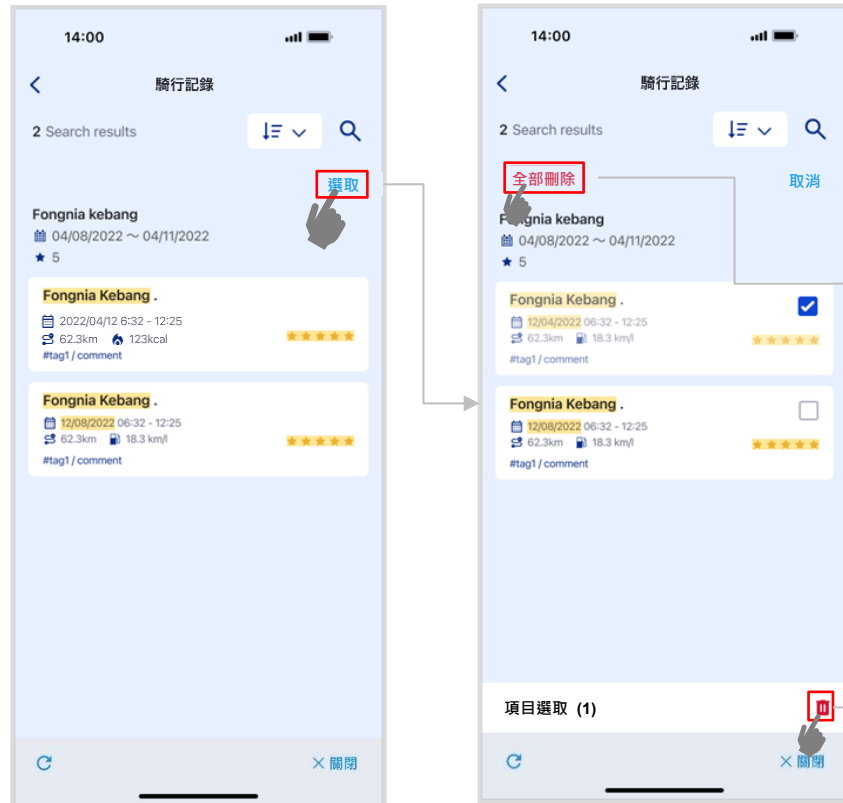 14:00
騎行記錄
2 Search results
選取
Fongnia kebang
04/08/2022 ～ 04/11/2022
5
Fongnia Kebang .
2022/04/12 6:32 - 12:25
62.3km 123kcal
#tag1 / comment
Fongnia Kebang .
12/08/2022 06:32 - 12:25
62.3km 18.3 km/l
#tag1 / comment
關閉
14:00
騎行記錄
2 Search results
全部刪除
取消
Fongnia kebang
04/08/2022 ～ 04/11/2022
5
Fongnia Kebang .
12/04/2022 06:32 - 12:25
62.3km 18.3 km/l
#tag1 / comment
Fongnia Kebang .
12/08/2022 06:32 - 12:25
62.3km 18.3 km/l
#tag1 / comment
項目選取 (1)
關閉